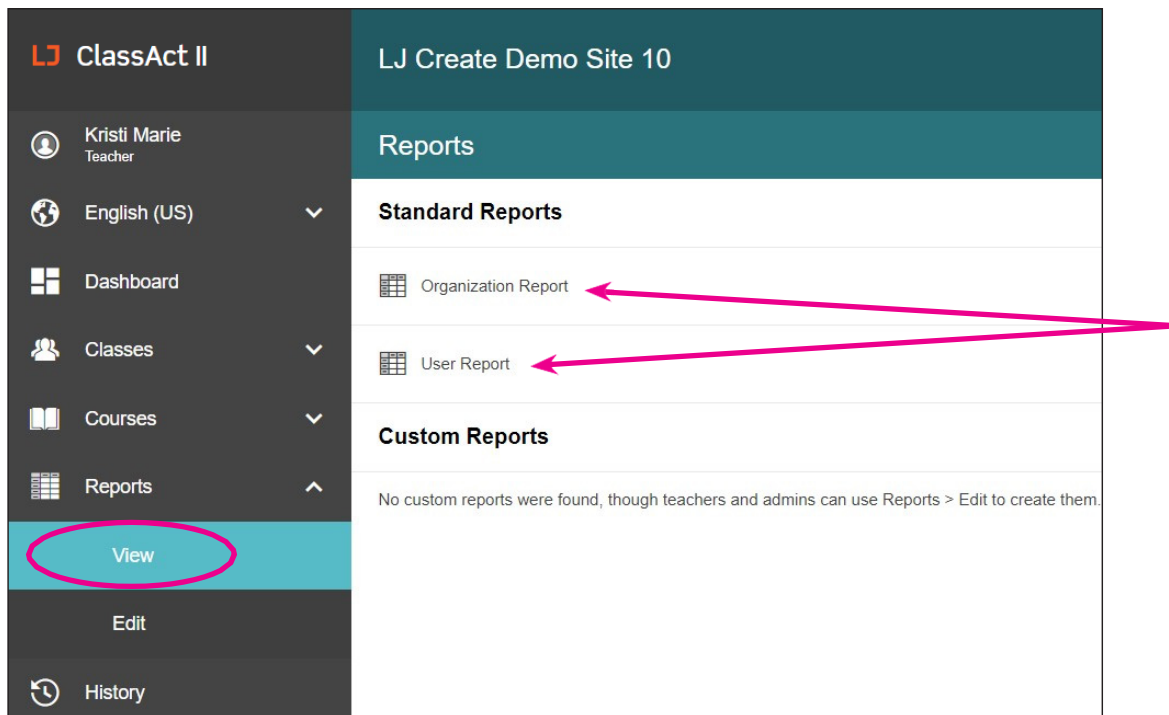 LJ ClassAct II
LJ Create Demo Site 10
Kristi Marie
Teacher
English (US)
Dashboard
Classes
Courses
Reports
View
Edit
History
Reports
Standard Reports
Organization Report
User Report
Custom Reports
No custom reports were found, though teachers and admins can use Reports > Edit to create them.